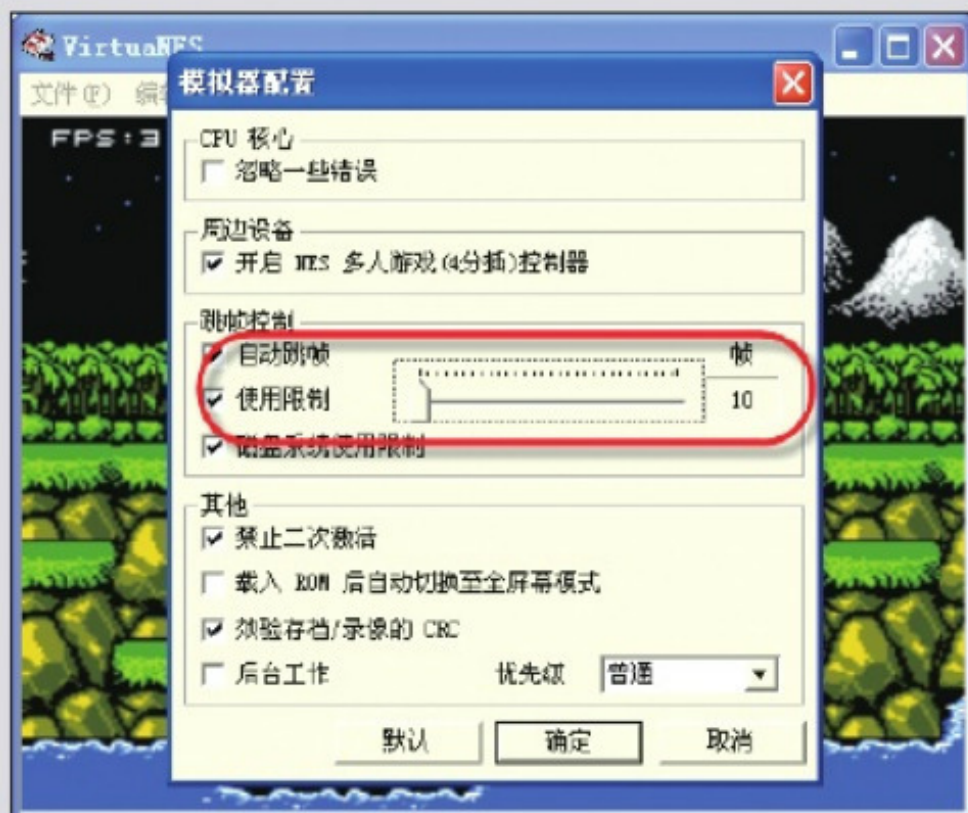 VirtuaNES
文件(F) 编辑
模拟器配置
FPS:3
CPU 核心
忽略一些错误
周边设备
开启 NES 多人游戏(4分插)控制器
跳帧控制
自动跳帧 帧
使用限制 10
磁盘系统使用限制
其他
禁止二次激活
载入 ROM 后自动切换至全屏幕模式
效验存档/录像的 CRC
后台工作 优先级 普通
默认 确定 取消